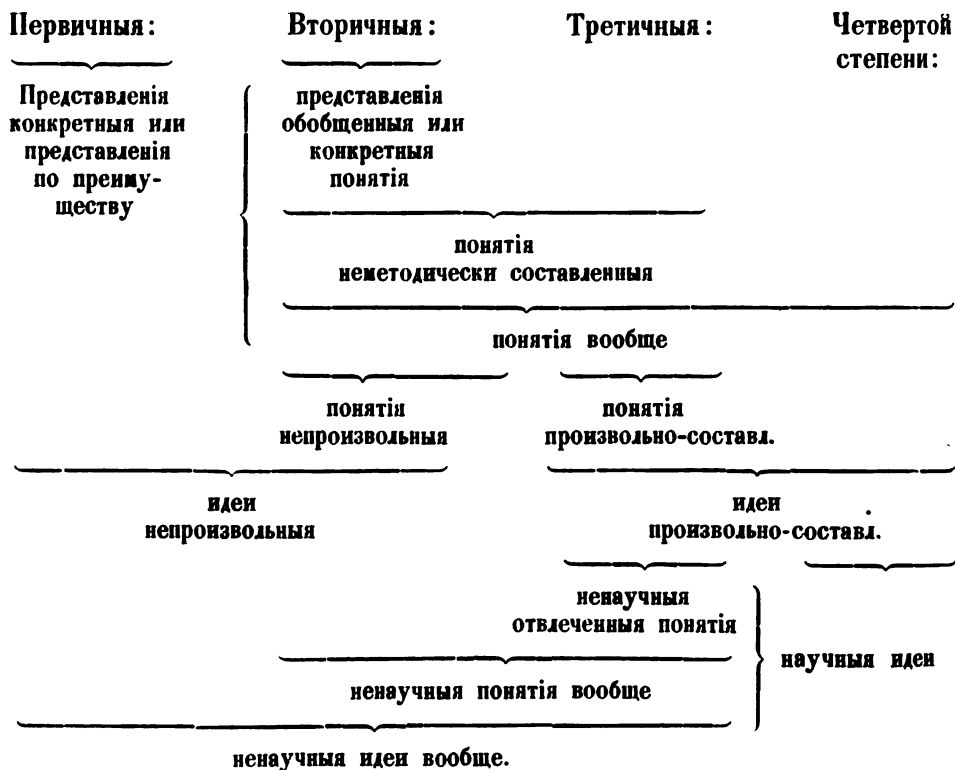 Первичныя:
Вторичныя:
Третичныя:
Четвертой
степени:
Представленія
конкретныя или
представленія
по преиму-
ществу
представленія
обобщенныя или
конкретныя
понятія
понятія
неметодически составленныя
понятія вообще
понятія
непроизвольныя
понятія
произвольно-составл.
идеи
непроизвольныя
идеи
произвольно-составл.
ненаучныя
отвлеченныя понятія
научныя идеи
ненаучныя понятія вообще
ненаучныя идеи вообще.